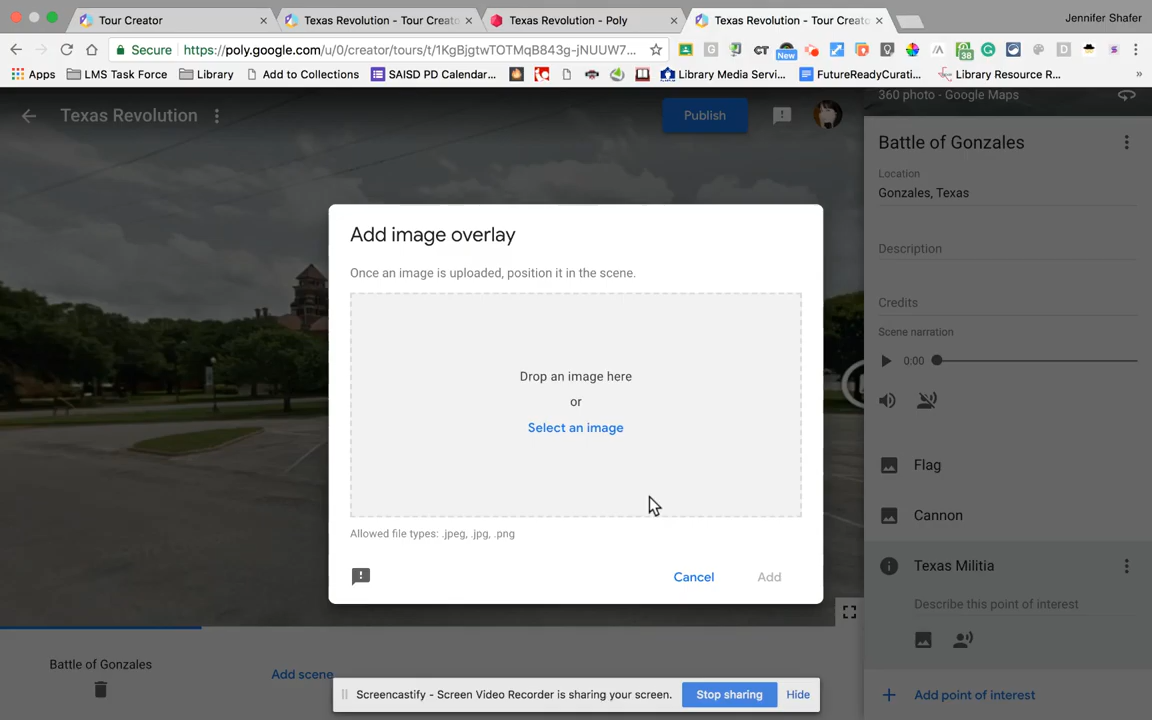 Tour Creator
Texas Revolution - Tour Creato
Texas Revolution - Poly
Texas Revolution - Tour Creato
Jennifer Shafer
Secure
https://poly.google.com/u/0/creator/tours/t/1KgBjgtwTOTMqB843g-jNUUW7...
New
38
Apps
LMS Task Force
Library
Add to Collections
SAISD PD Calendar...
Library Media Servi...
FutureReadyCurati...
Library Resource R...
Texas Revolution
Publish
360 photo - Google Maps
Battle of Gonzales
Location
Gonzales, Texas
Description
Credits
Scene narration
0:00
Flag
Cannon
Texas Militia
Describe this point of interest
Add point of interest
Add image overlay
Once an image is uploaded, position it in the scene.
Drop an image here
or
Select an image
Allowed file types: .jpeg, .jpg, .png
Cancel
Add
Battle of Gonzales
Add scene
Screencastify - Screen Video Recorder is sharing your screen.
Stop sharing
Hide